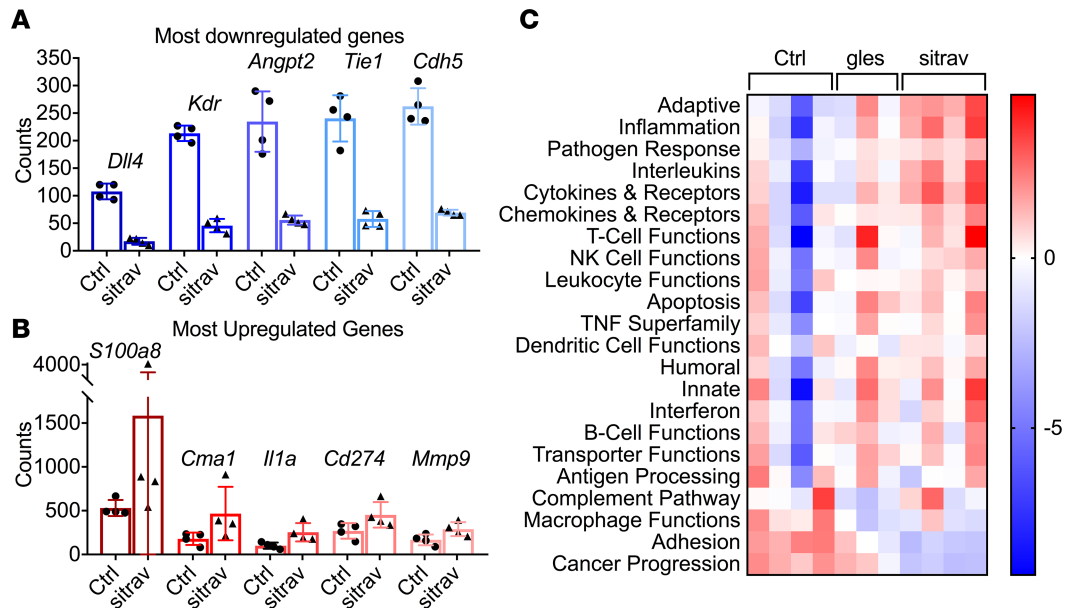 A
Most downregulated genes
Dll4
Kdr
Angpt2
Tie1
Cdh5
Counts
350
300
250
200
150
100
50
0
Ctrl
sitrav
Ctrl
sitrav
Ctrl
sitrav
Ctrl
sitrav
Ctrl
sitrav
B
Most Upregulated Genes
S100a8
Cma1
Il1a
Cd274
Mmp9
Counts
4000
1500
1000
500
0
Ctrl
sitrav
Ctrl
sitrav
Ctrl
sitrav
Ctrl
sitrav
Ctrl
sitrav
C
Ctrl
gles
sitrav
Adaptive
Inflammation
Pathogen Response
Interleukins
Cytokines & Receptors
Chemokines & Receptors
T-Cell Functions
NK Cell Functions
Leukocyte Functions
Apoptosis
TNF Superfamily
Dendritic Cell Functions
Humoral
Innate
Interferon
B-Cell Functions
Transporter Functions
Antigen Processing
Complement Pathway
Macrophage Functions
Adhesion
Cancer Progression
0
-5